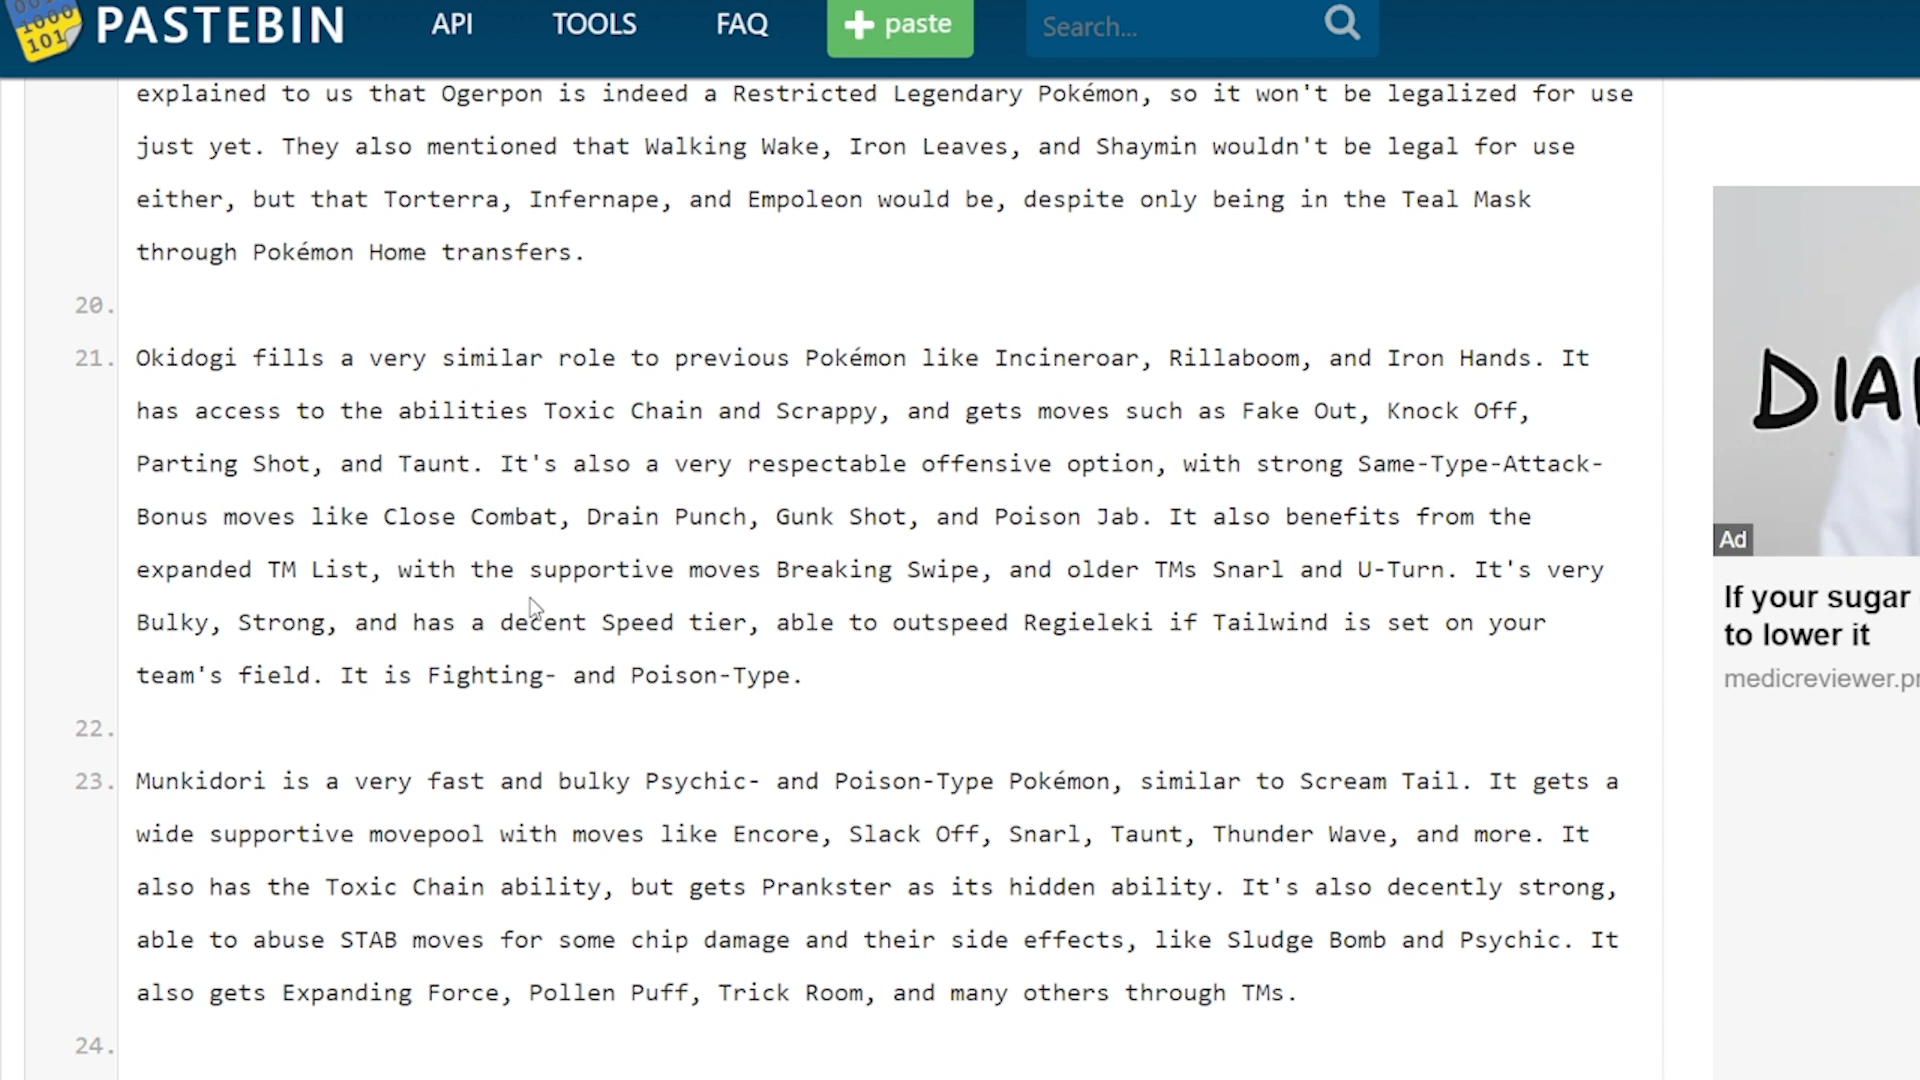 PASTEBIN API TOOLS FAQ + paste Search...
explained to us that Ogerpon is indeed a Restricted Legendary Pokémon, so it won't be legalized for use
just yet. They also mentioned that Walking Wake, Iron Leaves, and Shaymin wouldn't be legal for use
either, but that Torterra, Infernape, and Empoleon would be, despite only being in the Teal Mask
through Pokémon Home transfers.
20.
21. Okidogi fills a very similar role to previous Pokémon like Incineroar, Rillaboom, and Iron Hands. It
has access to the abilities Toxic Chain and Scrappy, and gets moves such as Fake Out, Knock Off,
Parting Shot, and Taunt. It's also a very respectable offensive option, with strong Same-Type-Attack-
Bonus moves like Close Combat, Drain Punch, Gunk Shot, and Poison Jab. It also benefits from the
expanded TM List, with the supportive moves Breaking Swipe, and older TMs Snarl and U-Turn. It's very
Bulky, Strong, and has a decent Speed tier, able to outspeed Regieleki if Tailwind is set on your
team's field. It is Fighting- and Poison-Type.
22.
23. Munkidori is a very fast and bulky Psychic- and Poison-Type Pokémon, similar to Scream Tail. It gets a
wide supportive movepool with moves like Encore, Slack Off, Snarl, Taunt, Thunder Wave, and more. It
also has the Toxic Chain ability, but gets Prankster as its hidden ability. It's also decently strong,
able to abuse STAB moves for some chip damage and their side effects, like Sludge Bomb and Psychic. It
also gets Expanding Force, Pollen Puff, Trick Room, and many others through TMs.
24.
Ad
If your sugar
to lower it